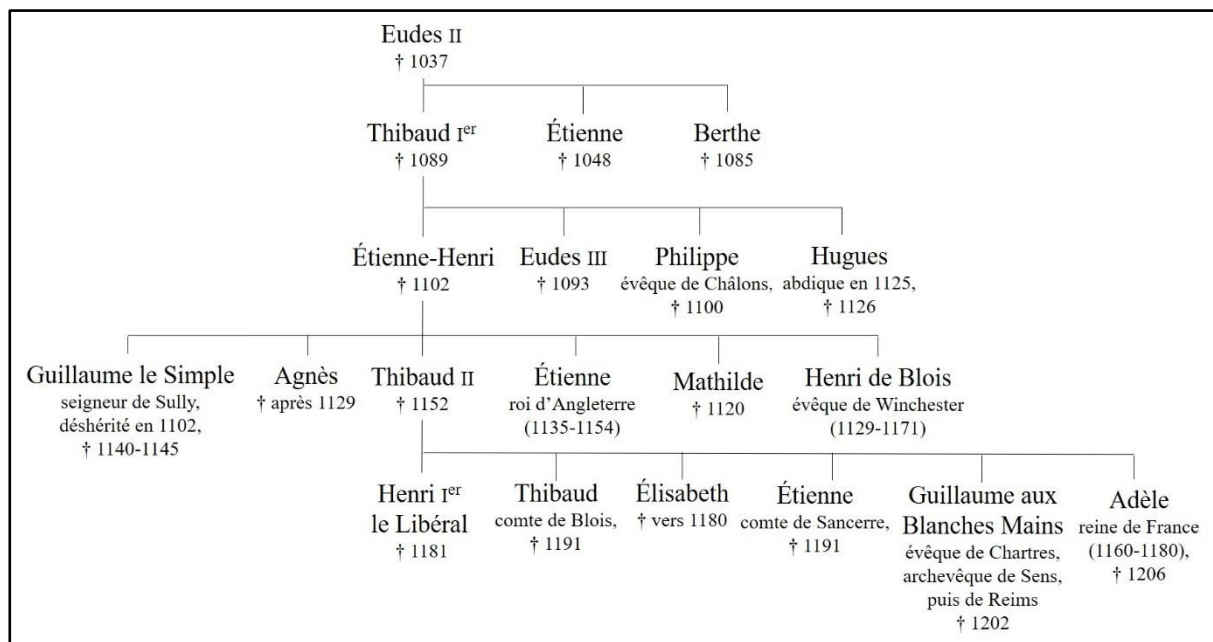 Eudes II
† 1037
Thibaud Ier
† 1089
Étienne
† 1048
Berthe
† 1085
Étienne-Henri
† 1102
Eudes III
† 1093
Philippe
évêque de Châlons,
† 1100
Hugues
abdique en 1125,
† 1126
Guillaume le Simple
seigneur de Sully,
déshérité en 1102,
† 1140-1145
Agnès
† après 1129
Thibaud II
† 1152
Étienne
roi d’Angleterre
(1135-1154)
Mathilde
† 1120
Henri de Blois
évêque de Winchester
(1129-1171)
Henri Ier
le Libéral
† 1181
Thibaud
comte de Blois,
† 1191
Élisabeth
† vers 1180
Étienne
comte de Sancerre,
† 1191
Guillaume aux
Blanches Mains
évêque de Chartres,
archevêque de Sens,
puis de Reims
† 1202
Adèle
reine de France
(1160-1180),
† 1206